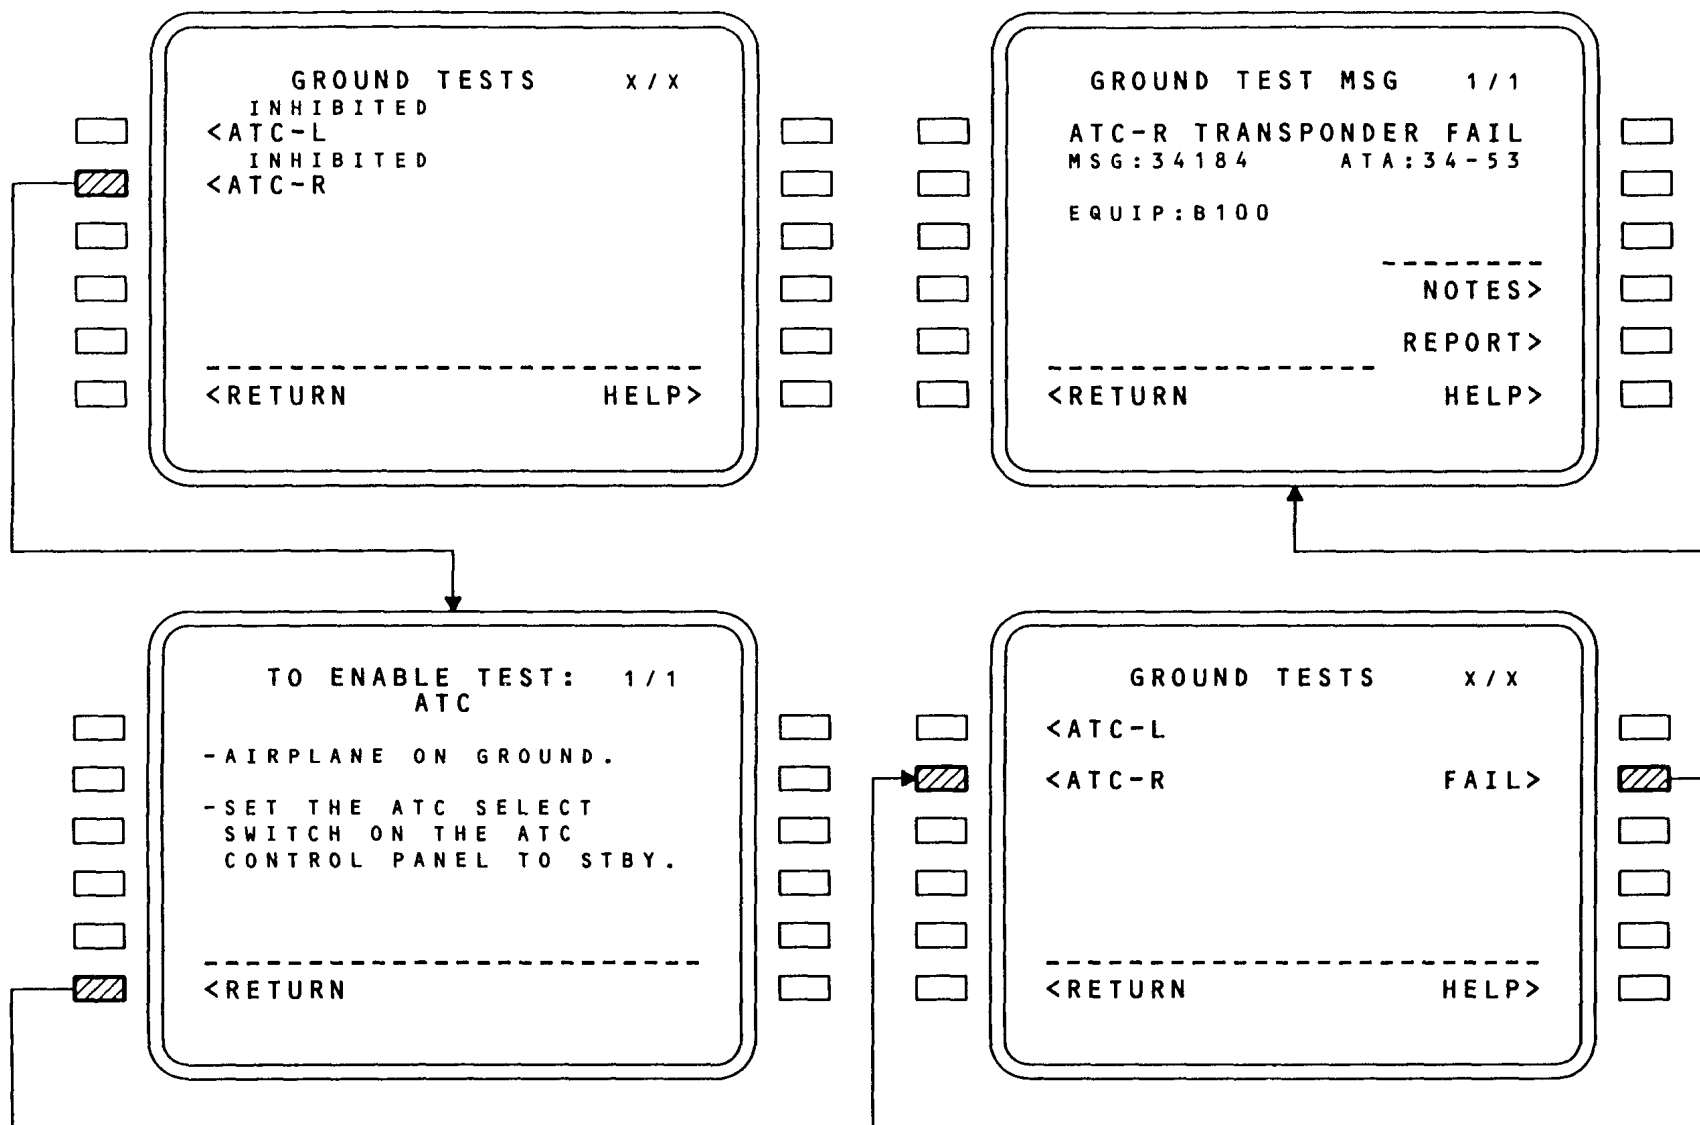 GROUND TESTS X/X
INHIBITED
<ATC-L
INHIBITED
<ATC-R
<RETURN HELP>
GROUND TEST MSG 1/1
ATC-R TRANSPONDER FAIL
MSG:34184 ATA:34-53
EQUIP:B100
NOTES>
REPORT>
<RETURN HELP>
TO ENABLE TEST: 1/1
ATC
-AIRPLANE ON GROUND.
-SET THE ATC SELECT
SWITCH ON THE ATC
CONTROL PANEL TO STBY.
<RETURN
GROUND TESTS X/X
<ATC-L
<ATC-R FAIL>
<RETURN HELP>